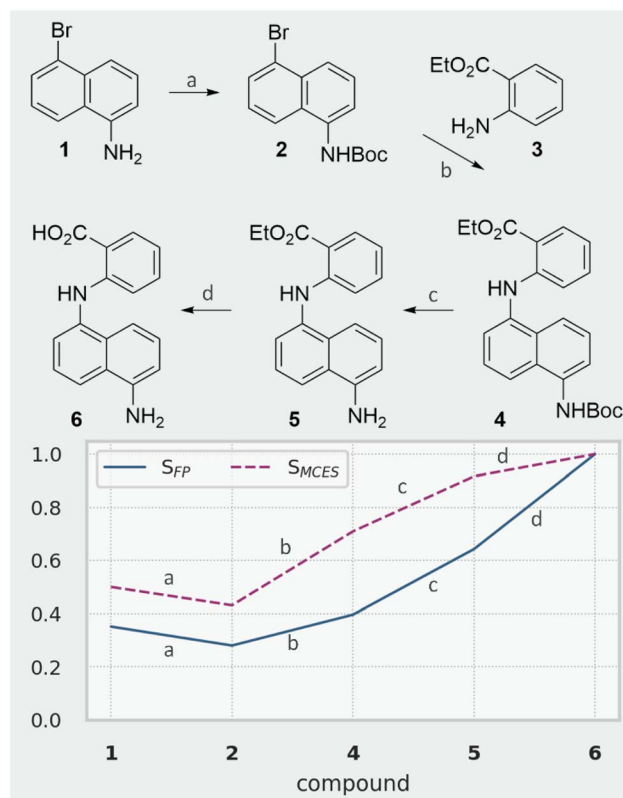 Br
a
1
NH2
Br
2
NHBoc
EtO2C
H2N
3
b
HO2C
HN
6
NH2
d
EtO2C
HN
5
NH2
c
EtO2C
HN
4
NHBoc
1.0
0.8
0.6
0.4
0.2
0.0
SFP
SMCES
a
b
c
d
a
b
c
d
1 2 4 5 6
compound